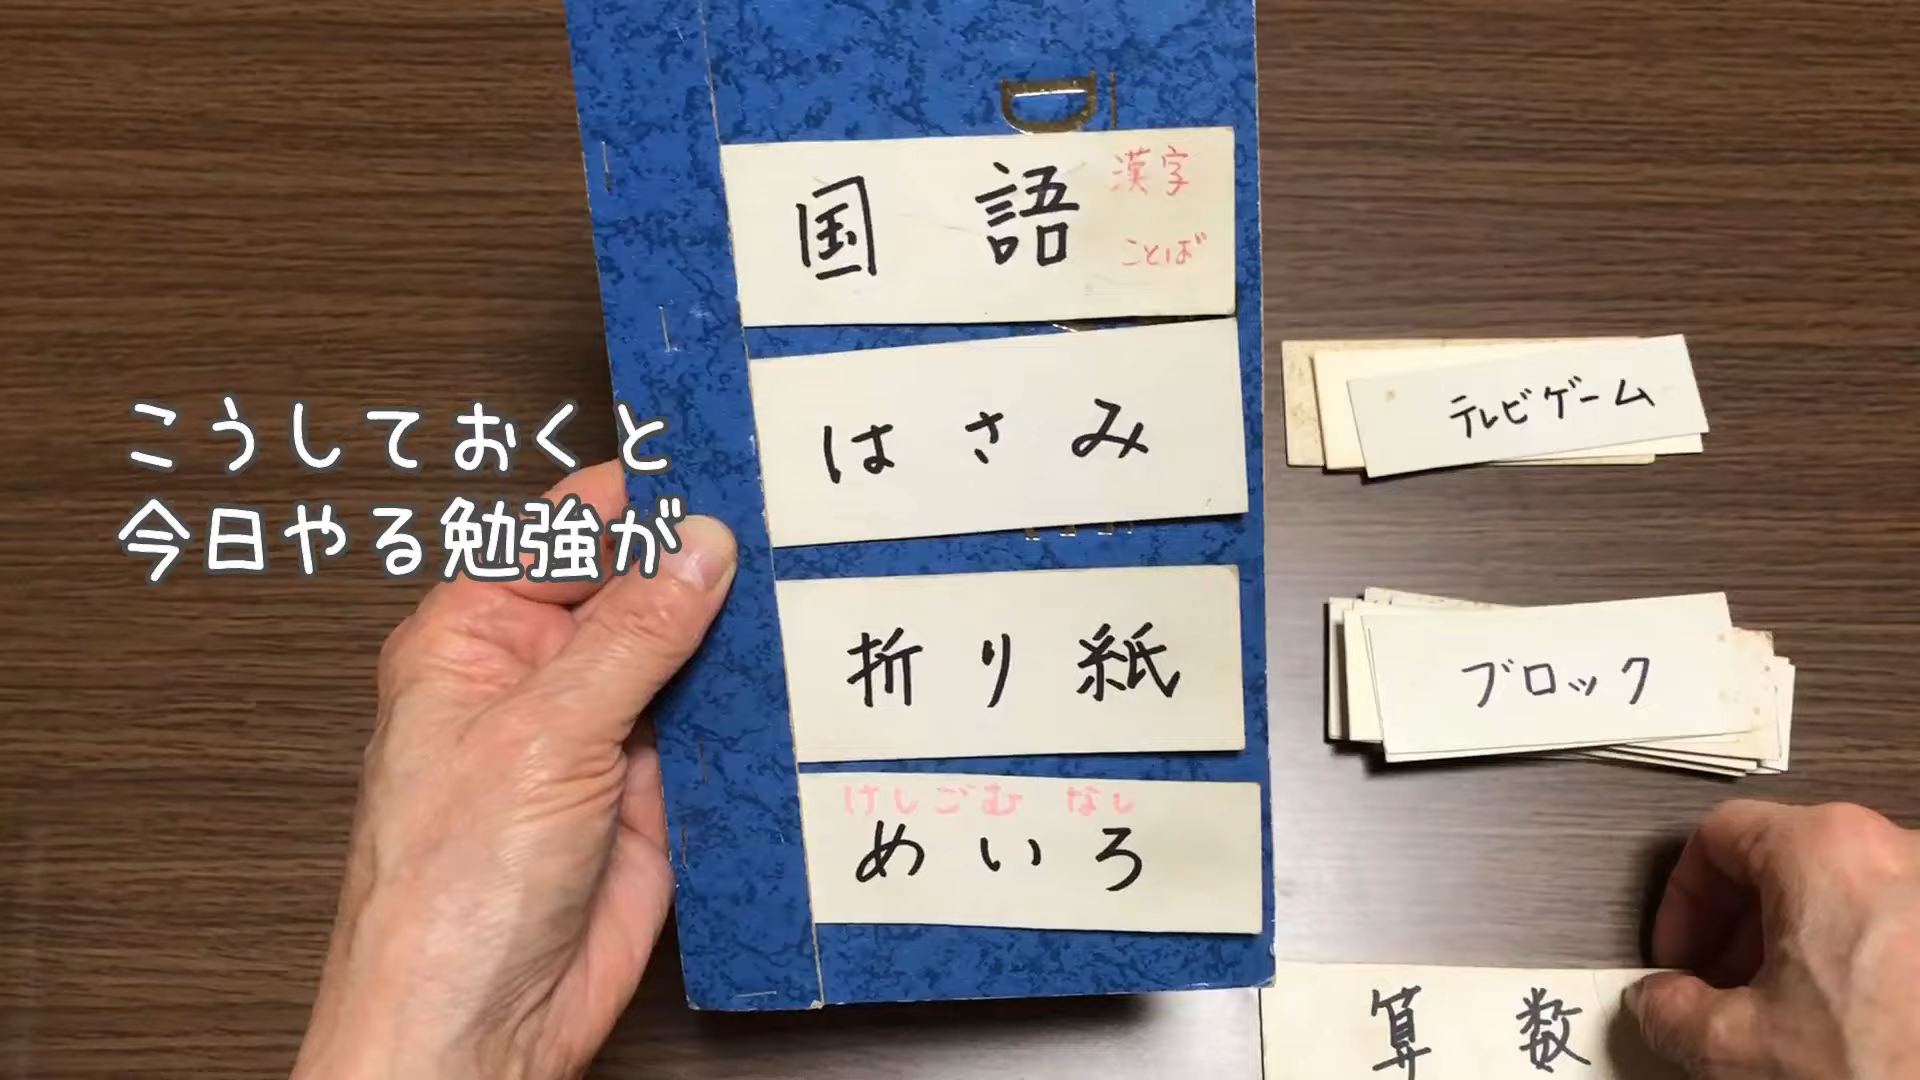 こうしておくと
今日やる勉強が
D
国語
漢字
ことば
はさみ
折り紙
けしごむ なし
めいろ
テレビゲーム
ブロック
算数